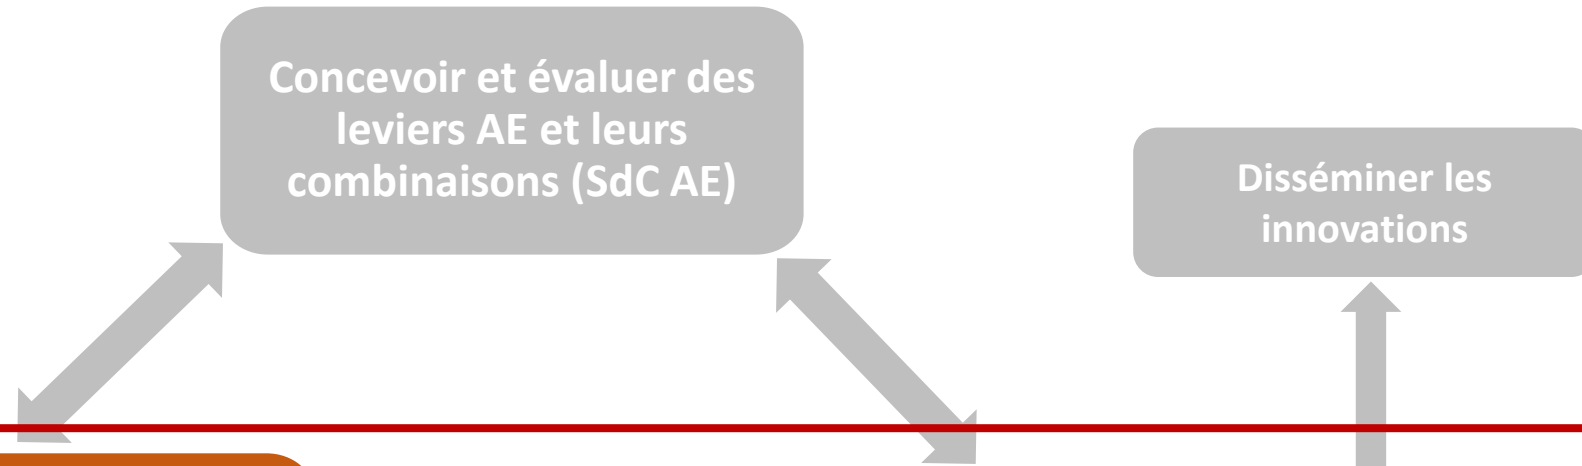 Concevoir et évaluer des
leviers AE et leurs
combinaisons (SdC AE)
Disséminer les
innovations